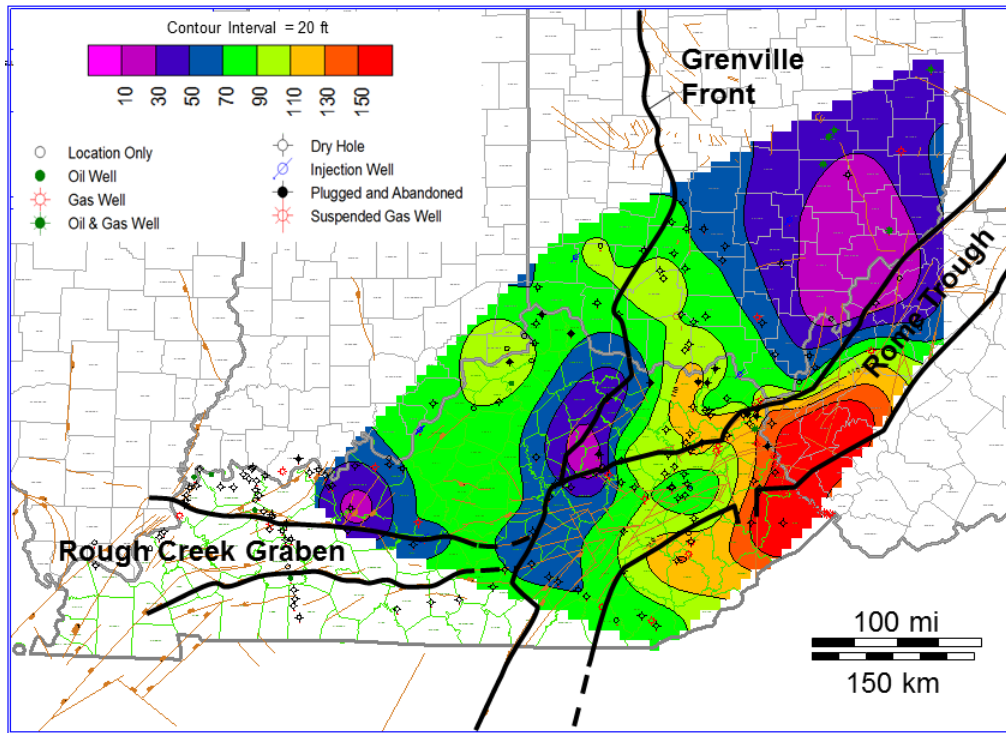 Contour Interval = 20 ft
10 30 50 70 90 110 130 150
Location Only
Oil Well
Gas Well
Oil & Gas Well
Dry Hole
Injection Well
Plugged and Abandoned
Suspended Gas Well
Grenville
Front
Rome Trough
Rough Creek Graben
100 mi
150 km